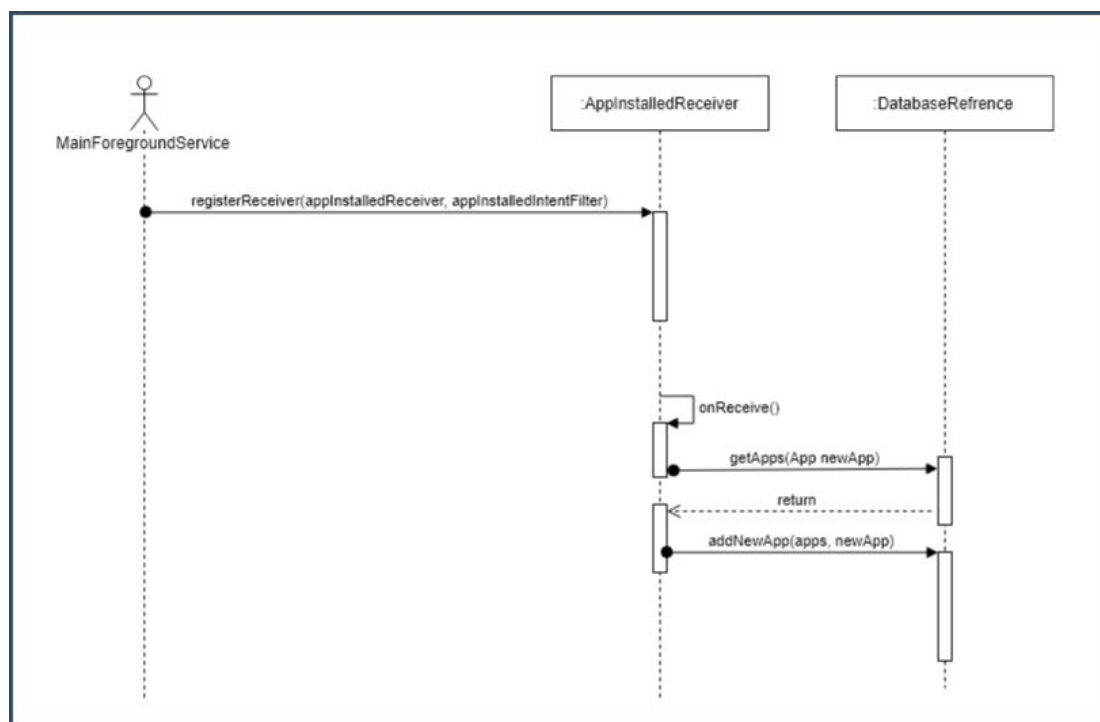 :AppInstalledReceiver
:DatabaseRefrence
MainForegroundService
registerReceiver(appInstalledReceiver, appInstalledIntentFilter)
onReceive()
getApps(App newApp)
return
addNewApp(apps, newApp)